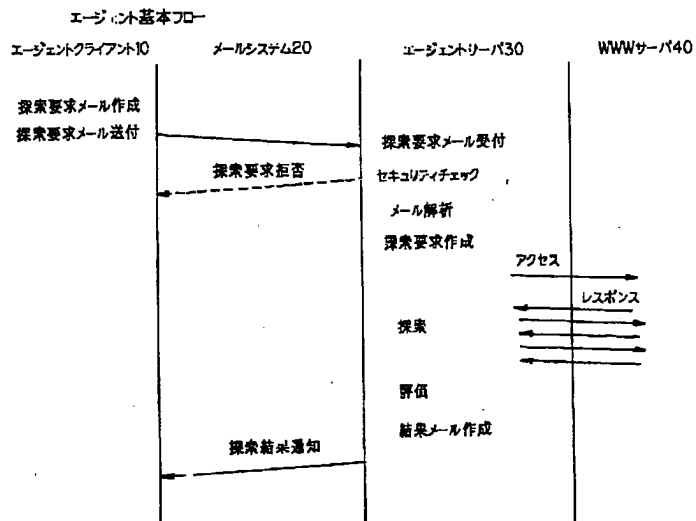 エージェント基本フロー
エージェントクライアント10 メールシステム20 エージェントサーバ30 WWWサーバ40
探索要求メール作成
探索要求メール送付
探索要求メール受付
探索要求拒否
セキュリティチェック
メール解析
探索要求作成
アクセス
レスポンス
探索
評価
結果メール作成
探索結果通知